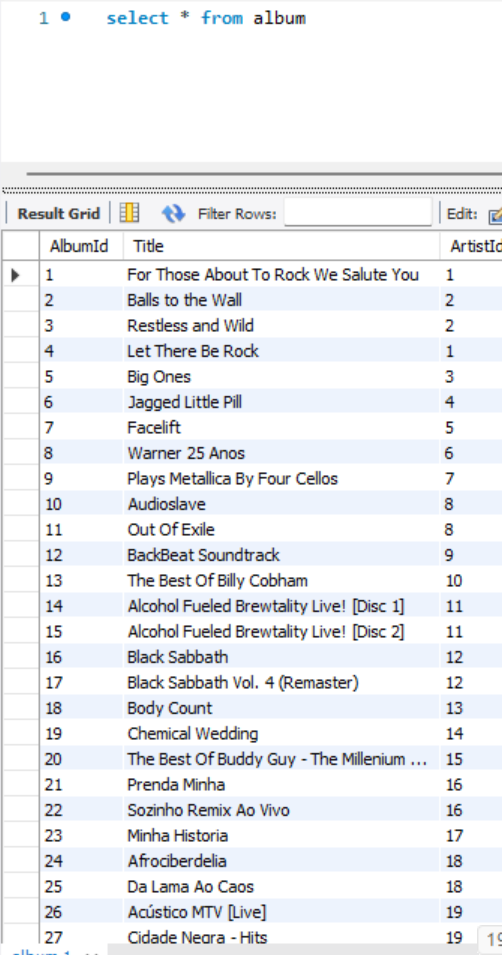 1 select * from album
Result Grid Filter Rows: Edit:
AlbumId Title ArtistId
1 For Those About To Rock We Salute You 1
2 Balls to the Wall 2
3 Restless and Wild 2
4 Let There Be Rock 1
5 Big Ones 3
6 Jagged Little Pill 4
7 Facelift 5
8 Warner 25 Anos 6
9 Plays Metallica By Four Cellos 7
10 Audioslave 8
11 Out Of Exile 8
12 BackBeat Soundtrack 9
13 The Best Of Billy Cobham 10
14 Alcohol Fueled Brewtality Live! [Disc 1] 11
15 Alcohol Fueled Brewtality Live! [Disc 2] 11
16 Black Sabbath 12
17 Black Sabbath Vol. 4 (Remaster) 12
18 Body Count 13
19 Chemical Wedding 14
20 The Best Of Buddy Guy - The Millenium ... 15
21 Prenda Minha 16
22 Sozinho Remix Ao Vivo 16
23 Minha Historia 17
24 Afrociberdelia 18
25 Da Lama Ao Caos 18
26 Acústico MTV [Live] 19
27 Cidade Negra - Hits 19 19